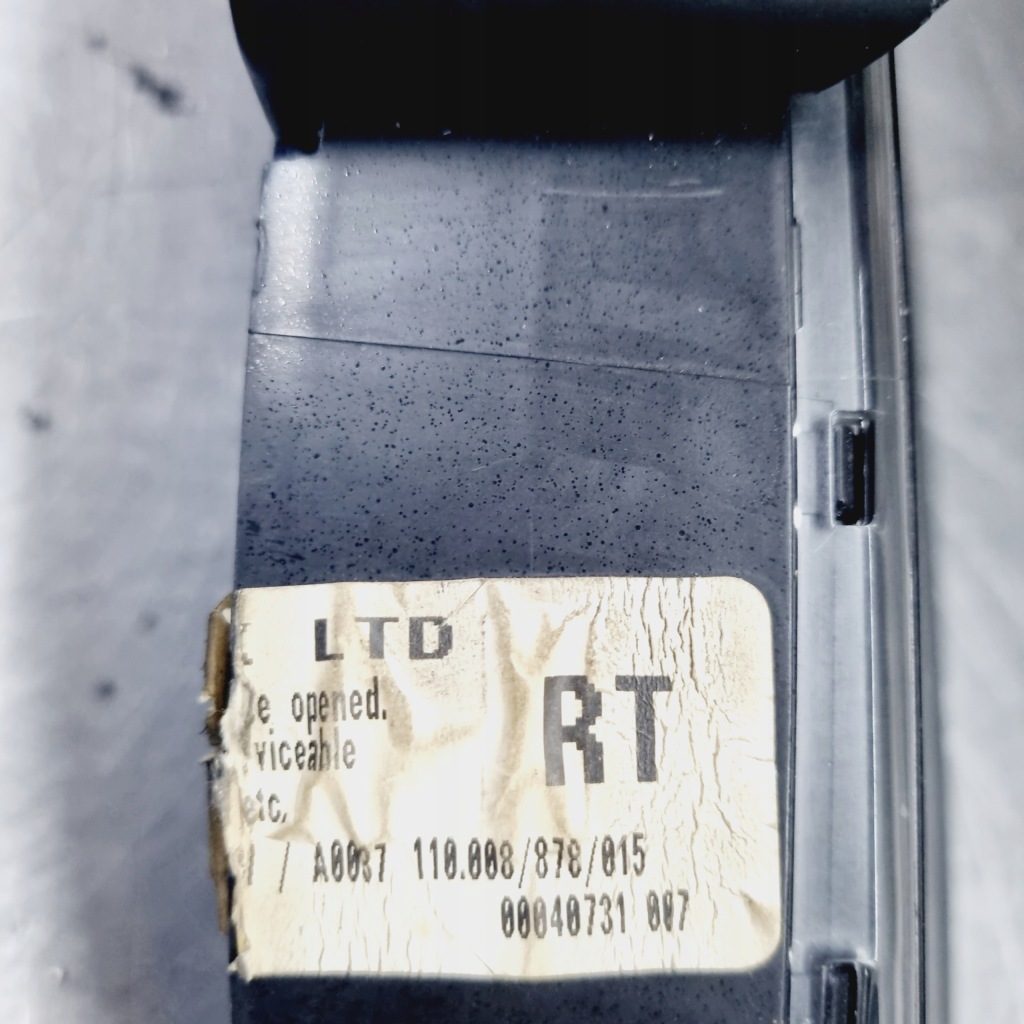 LTD
RT
opened.
viceable
etc.
/ A0037 110.008/878/015
00040731 007